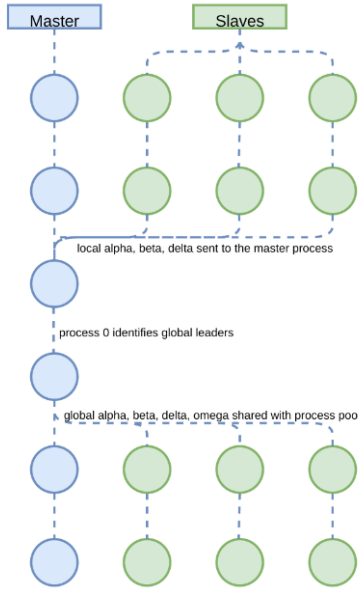 Master
Slaves
local alpha, beta, delta sent to the master process
process 0 identifies global leaders
global alpha, beta, delta, omega shared with process poo